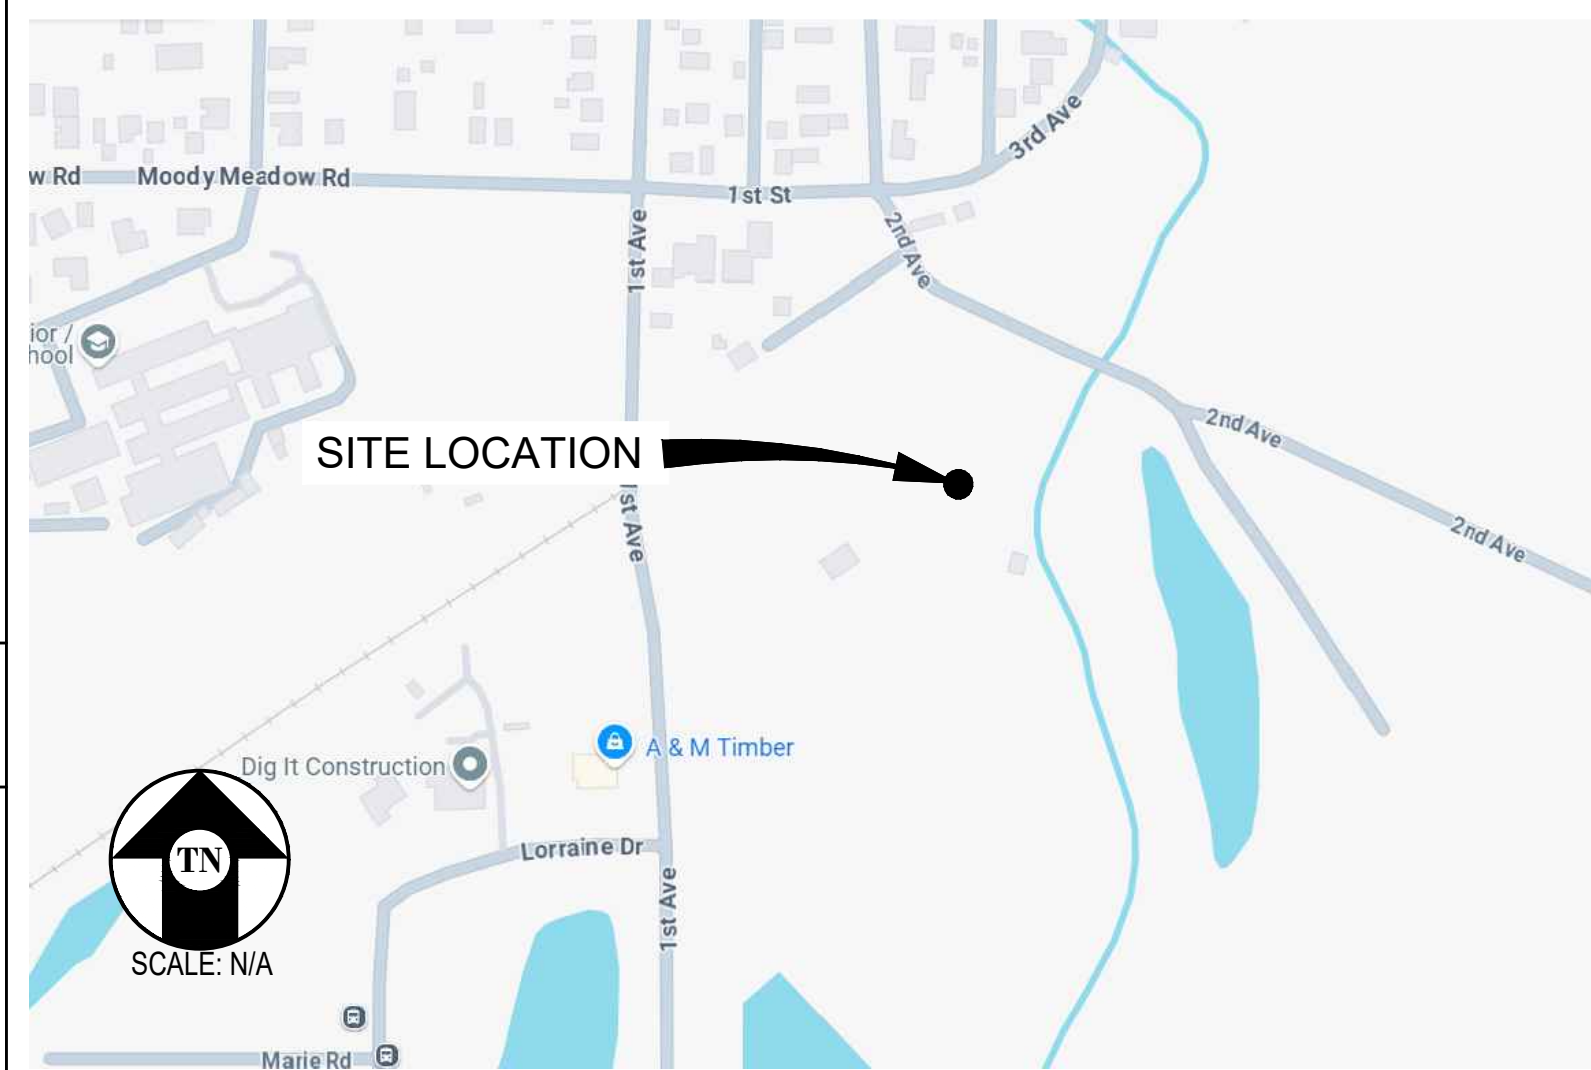 3rd Ave
w Rd
Moody Meadow Rd
1st St
1st Ave
2nd Ave
ior /
hool
2nd Ave
SITE LOCATION
1st Ave
2nd Ave
A & M Timber
Dig It Construction
TN
Lorraine Dr
1st Ave
SCALE: N/A
Marie Rd